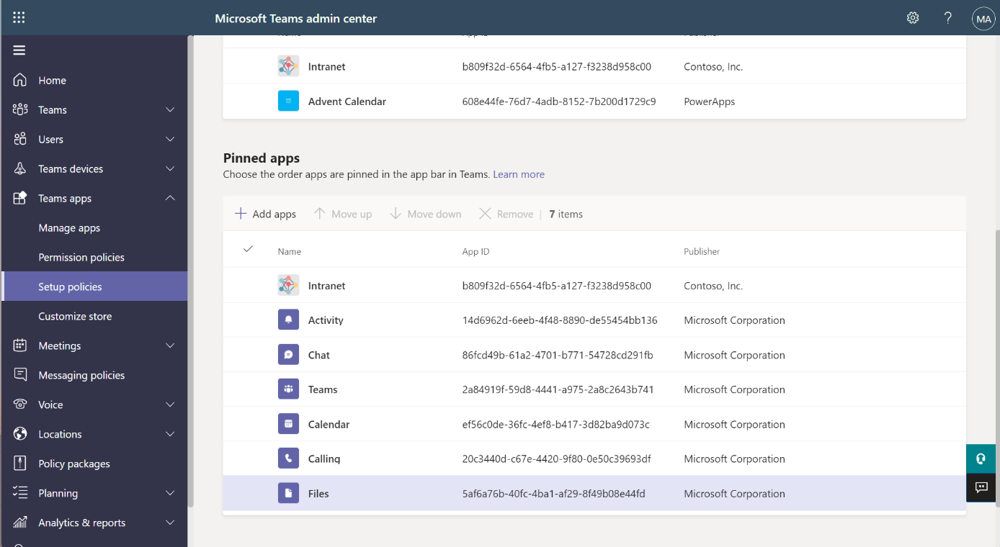 Microsoft Teams admin center
MA
Home
Teams
Users
Teams devices
Teams apps
Manage apps
Permission policies
Setup policies
Customize store
Meetings
Messaging policies
Voice
Locations
Policy packages
Planning
Analytics & reports
Intranet b809f32d-6564-4fb5-a127-f3238d958c00 Contoso, Inc.
Advent Calendar 608e44fe-76d7-4adb-8152-7b200d1729c9 PowerApps
Pinned apps
Choose the order apps are pinned in the app bar in Teams. Learn more
Add apps Move up Move down Remove | 7 items
Name App ID Publisher
Intranet b809f32d-6564-4fb5-a127-f3238d958c00 Contoso, Inc.
Activity 14d6962d-6eeb-4f48-8890-de55454bb136 Microsoft Corporation
Chat 86fcd49b-61a2-4701-b771-54728cd291fb Microsoft Corporation
Teams 2a84919f-59d8-4441-a975-2a8c2643b741 Microsoft Corporation
Calendar ef56c0de-36fc-4ef8-b417-3d82ba9d073c Microsoft Corporation
Calling 20c3440d-c67e-4420-9f80-0e50c39693df Microsoft Corporation
Files 5af6a76b-40fc-4ba1-af29-8f49b08e44fd Microsoft Corporation